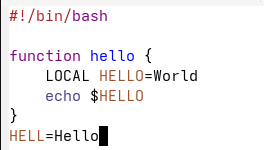 #!/bin/bash
function hello {
    LOCAL HELLO=World
    echo $HELLO
}
HELL=Hello